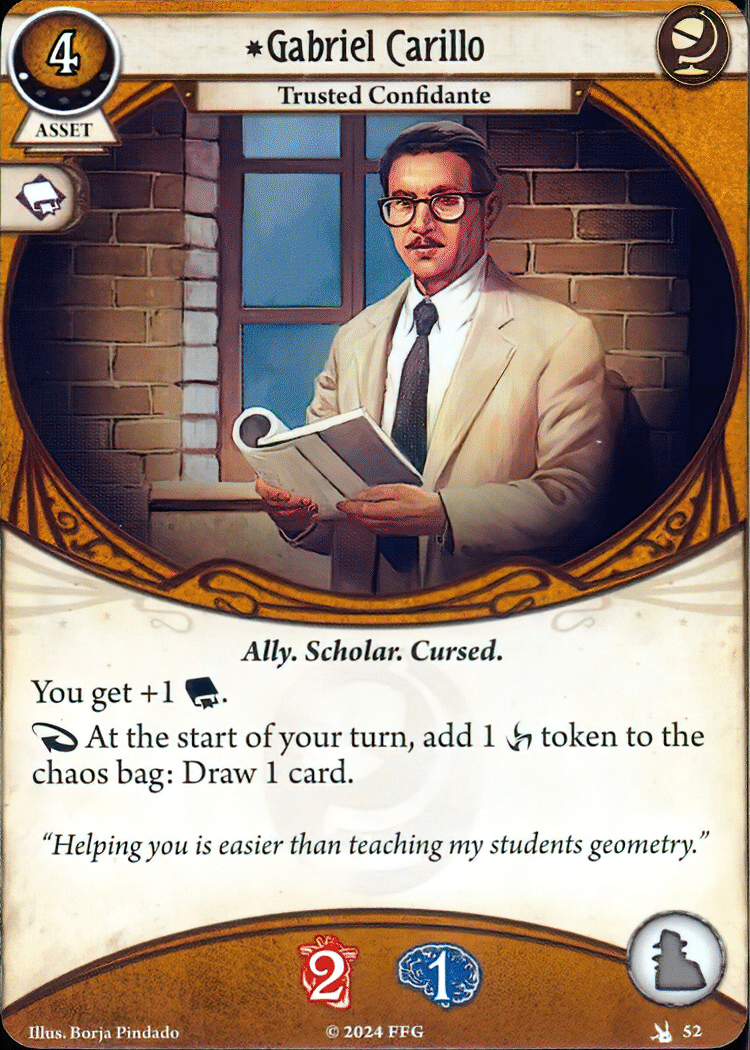 4
*Gabriel Carillo
Trusted Confidante
ASSET
Ally. Scholar. Cursed.
You get +1 .
At the start of your turn, add 1 token to the
chaos bag: Draw 1 card.
“Helping you is easier than teaching my students geometry.”
2 1
Illus. Borja Pindado © 2024 FFG 52